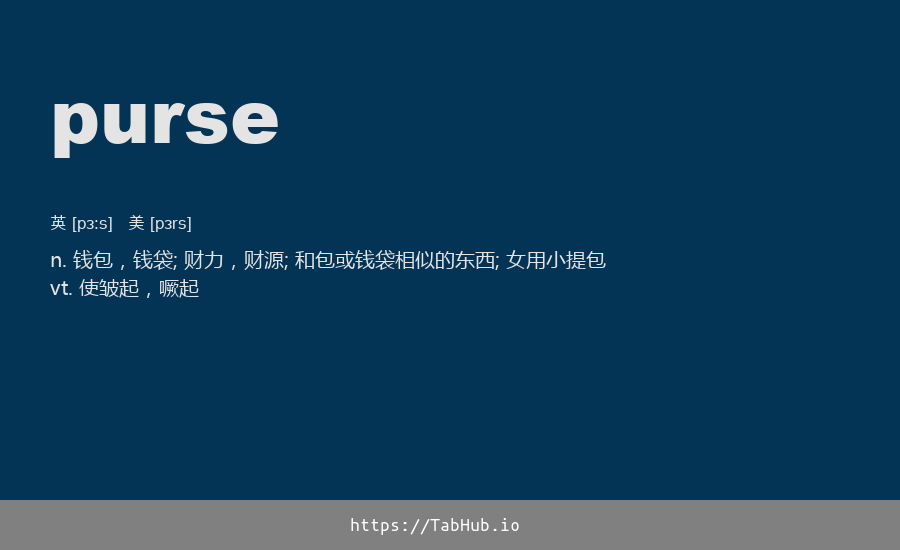 purse
英 [pɜːs] 美 [pɜrs]
n. 钱包，钱袋; 财力，财源; 和包或钱袋相似的东西; 女用小提包
vt. 使皱起，噘起
https://TabHub.io